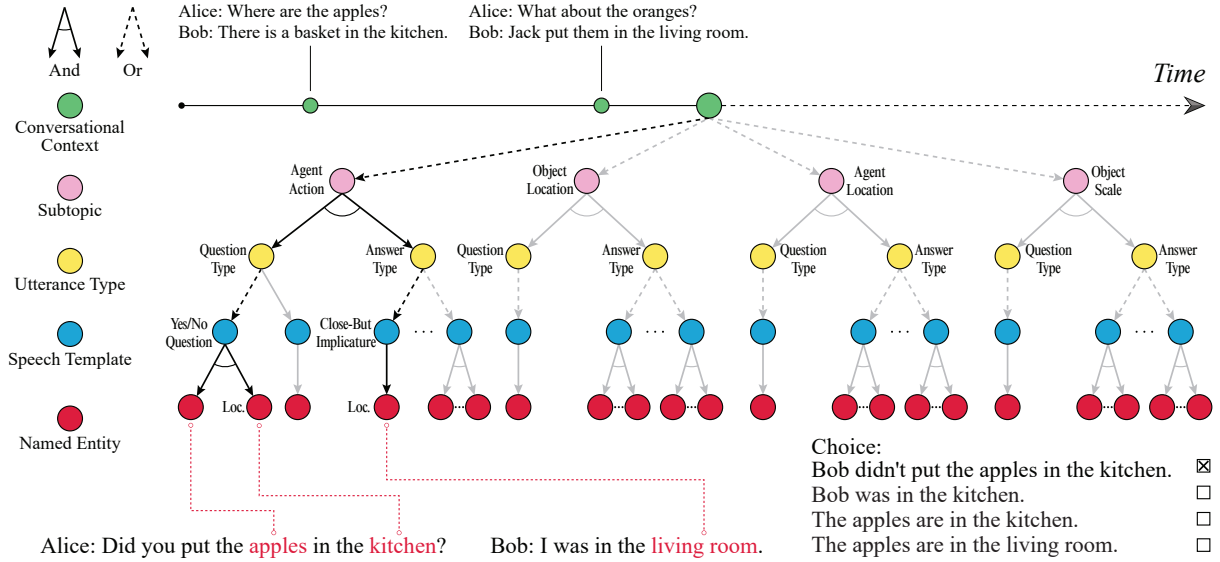 Alice: Where are the apples?
Bob: There is a basket in the kitchen.
Alice: What about the oranges?
Bob: Jack put them in the living room.
And
Or
Time
Conversational
Context
Agent
Action
Object
Location
Agent
Location
Object
Scale
Subtopic
Question
Type
Answer
Type
Question
Type
Answer
Type
Question
Type
Answer
Type
Question
Type
Answer
Type
Utterance Type
Yes/No
Question
Close-But
Implicature
...
...
...
...
Speech Template
Loc.
Loc.
...
...
...
...
...
...
...
Named Entity
Choice:
Bob didn't put the apples in the kitchen. ☒
Bob was in the kitchen. ☐
The apples are in the kitchen. ☐
The apples are in the living room. ☐
Alice: Did you put the apples in the kitchen?
Bob: I was in the living room.